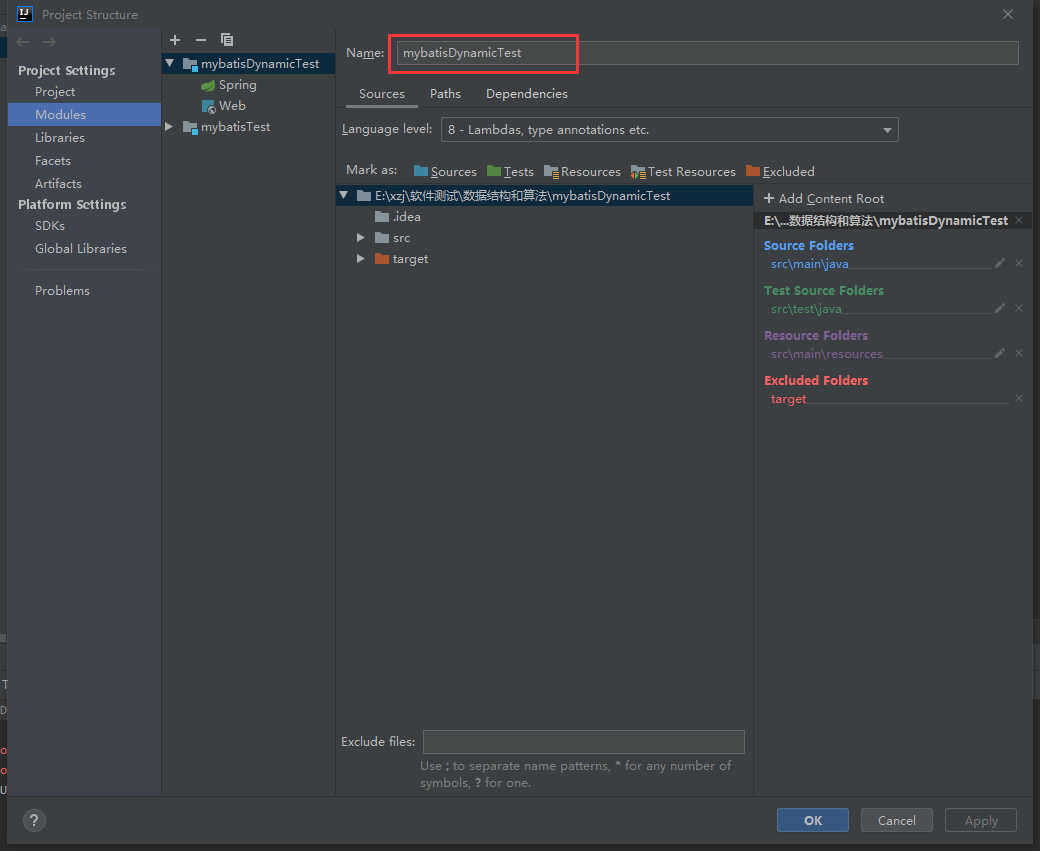 IJ Project Structure
Project Settings
Project
Modules
Libraries
Facets
Artifacts
Platform Settings
SDKs
Global Libraries
Problems
mybatisDynamicTest
Spring
Web
mybatisTest
Name: mybatisDynamicTest
Sources Paths Dependencies
Language level: 8 - Lambdas, type annotations etc.
Mark as: Sources Tests Resources Test Resources Excluded
E:\xzj\软件测试\数据结构和算法\mybatisDynamicTest
.idea
src
target
+ Add Content Root
E:\...数据结构和算法\mybatisDynamicTest
Source Folders
src\main\java
Test Source Folders
src\test\java
Resource Folders
src\main\resources
Excluded Folders
target
Exclude files:
Use ; to separate name patterns, * for any number of
symbols, ? for one.
? OK Cancel Apply